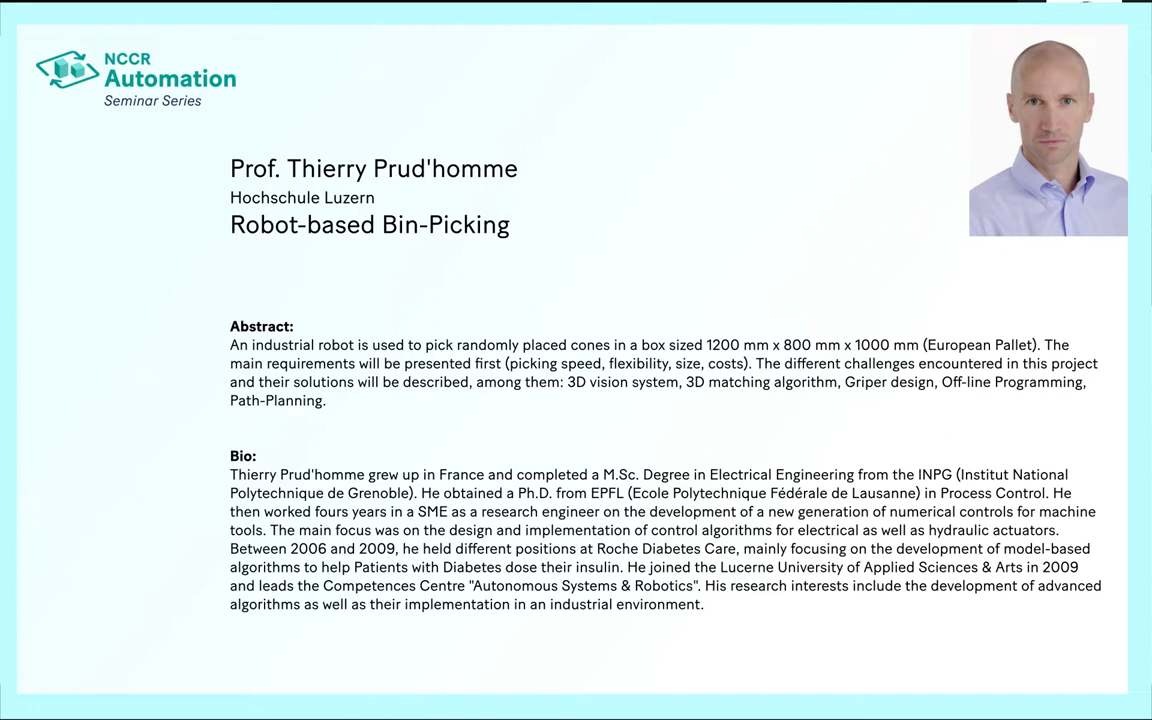 NCCR
Automation
Seminar Series
Prof. Thierry Prud'homme
Hochschule Luzern
Robot-based Bin-Picking
Abstract:
An industrial robot is used to pick randomly placed cones in a box sized 1200 mm x 800 mm x 1000 mm (European Pallet). The
main requirements will be presented first (picking speed, flexibility, size, costs). The different challenges encountered in this project
and their solutions will be described, among them: 3D vision system, 3D matching algorithm, Griper design, Off-line Programming,
Path-Planning.
Bio:
Thierry Prud'homme grew up in France and completed a M.Sc. Degree in Electrical Engineering from the INPG (Institut National
Polytechnique de Grenoble). He obtained a Ph.D. from EPFL (Ecole Polytechnique Fédérale de Lausanne) in Process Control. He
then worked fours years in a SME as a research engineer on the development of a new generation of numerical controls for machine
tools. The main focus was on the design and implementation of control algorithms for electrical as well as hydraulic actuators.
Between 2006 and 2009, he held different positions at Roche Diabetes Care, mainly focusing on the development of model-based
algorithms to help Patients with Diabetes dose their insulin. He joined the Lucerne University of Applied Sciences & Arts in 2009
and leads the Competences Centre "Autonomous Systems & Robotics". His research interests include the development of advanced
algorithms as well as their implementation in an industrial environment.